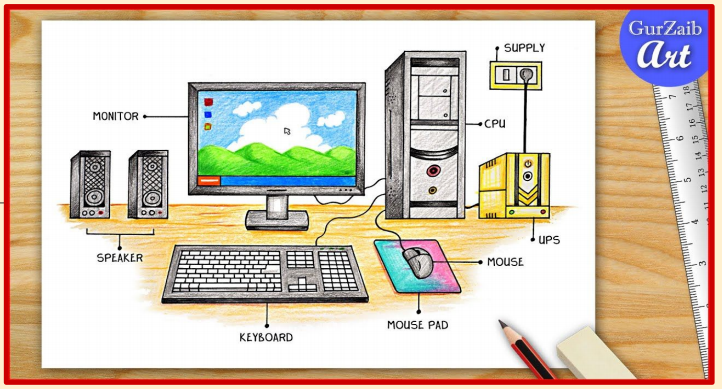 GurZaib
Art
SUPPLY
MONITOR
CPU
UPS
SPEAKER
MOUSE
MOUSE PAD
KEYBOARD